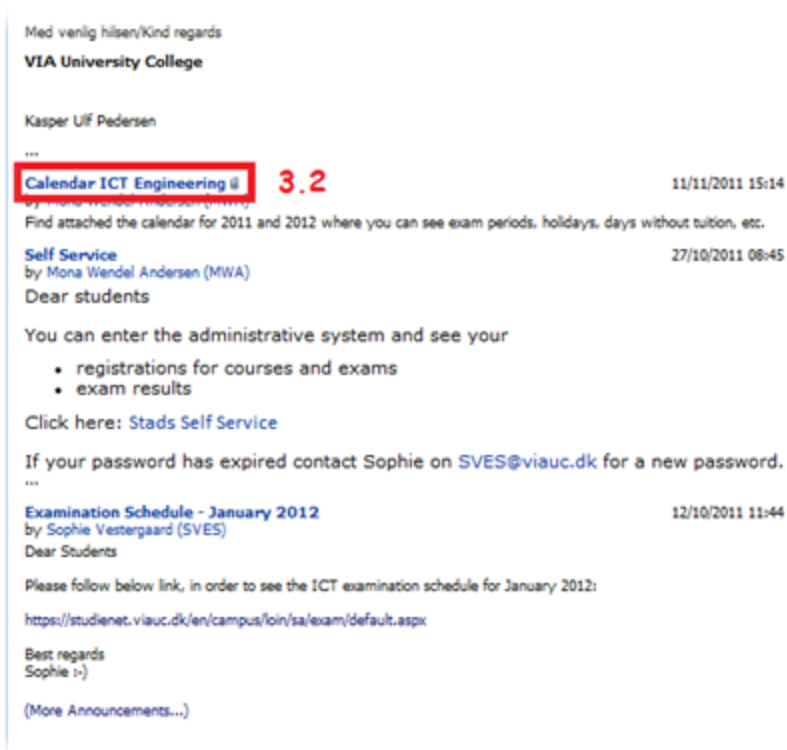 Med venlig hilsen/Kind regards
VIA University College
Kasper Ulf Pedersen
...
Calendar ICT Engineering 3.2 11/11/2011 15:14
by Mona Wendel Andersen (MWA)
Find attached the calendar for 2011 and 2012 where you can see exam periods, holidays, days without tuition, etc.
Self Service 27/10/2011 08:45
by Mona Wendel Andersen (MWA)
Dear students
You can enter the administrative system and see your
• registrations for courses and exams
• exam results
Click here: Stads Self Service
If your password has expired contact Sophie on SVES@viauc.dk for a new password.
...
Examination Schedule - January 2012 12/10/2011 11:44
by Sophie Vestergaard (SVES)
Dear Students
Please follow below link, in order to see the ICT examination schedule for January 2012:
https://studienet.viauc.dk/en/campus/loin/sa/exam/default.aspx
Best regards
Sophie :-)
(More Announcements...)